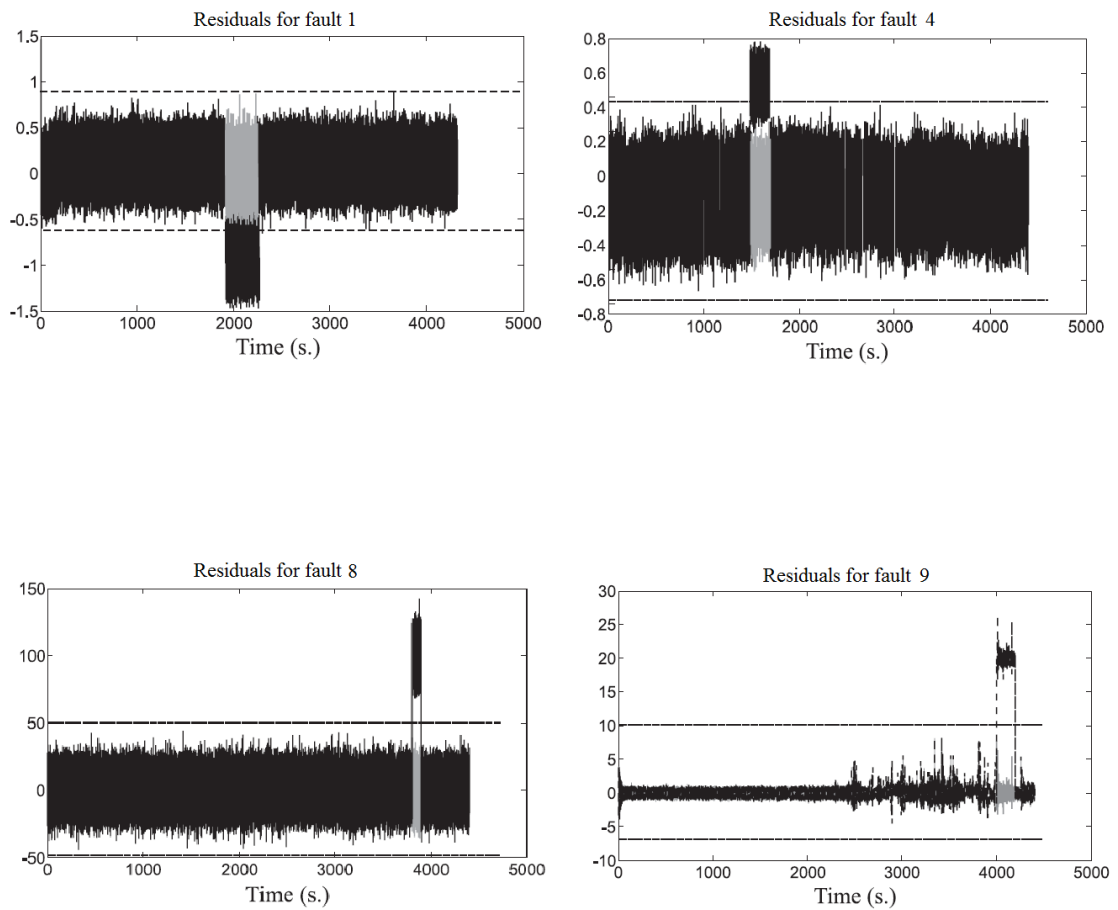 Residuals for fault 1
1.5
1
0.5
0
-0.5
-1
-1.5
0 1000 2000 3000 4000 5000
Time (s.)
Residuals for fault 4
0.8
0.6
0.4
0.2
0
-0.2
-0.4
-0.6
-0.8
0 1000 2000 3000 4000 5000
Time (s.)
Residuals for fault 8
150
100
50
0
-50
0 1000 2000 3000 4000 5000
Time (s.)
Residuals for fault 9
30
25
20
15
10
5
0
-5
-10
0 1000 2000 3000 4000 5000
Time (s.)